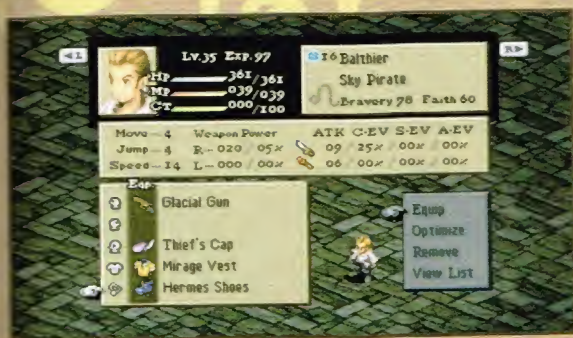 L
R
Lv.35 Exp.97
HP 361/361
MP 039/039
CT 000/100
16 Balthier
Sky Pirate
Bravery 78 Faith 60
Move – 4 Weapon Power ATK C-EV S-EV A-EV
Jump – 4 R – 020 / 05% 09 / 25% / 00% / 00%
Speed – 14 L – 000 / 00% 06 / 00% / 00% / 00%
Eqp.
Glacial Gun
Thief's Cap
Mirage Vest
Hermes Shoes
Equip
Optimize
Remove
View List